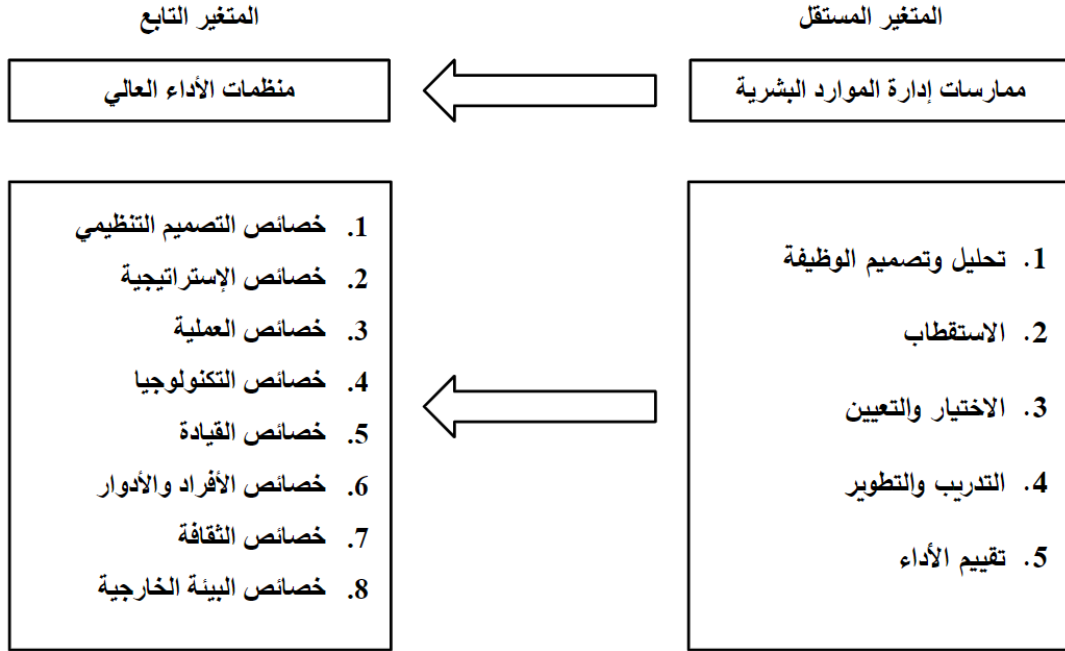 المتغير المستقل
المتغير التابع
ممارسات إدارة الموارد البشرية
منظمات الأداء العالي
1. تحليل وتصميم الوظيفة
2. الاستقطاب
3. الاختيار والتعيين
4. التدريب والتطوير
5. تقييم الأداء
1. خصائص التصميم التنظيمي
2. خصائص الإستراتيجية
3. خصائص العملية
4. خصائص التكنولوجيا
5. خصائص القيادة
6. خصائص الأفراد والأدوار
7. خصائص الثقافة
8. خصائص البيئة الخارجية